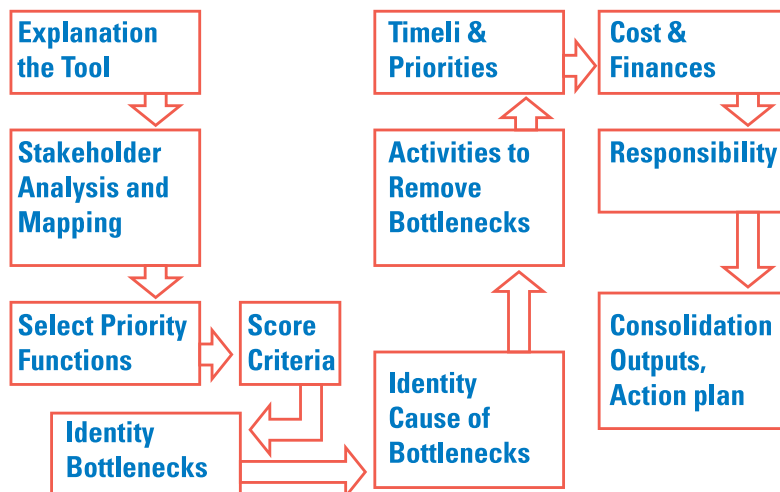 Explanation
the Tool
Stakeholder
Analysis and
Mapping
Select Priority
Functions
Score
Criteria
Identity
Bottlenecks
Identity
Cause of
Bottlenecks
Activities to
Remove
Bottlenecks
Timeli &
Priorities
Cost &
Finances
Responsibility
Consolidation
Outputs,
Action plan